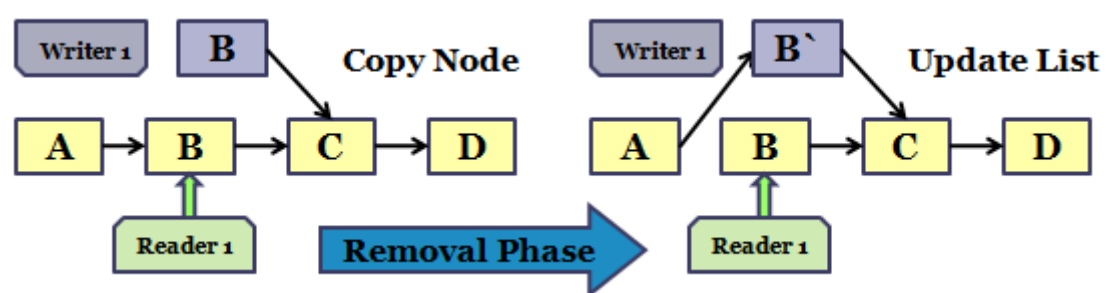 Writer 1
B
Copy Node
A
B
C
D
Reader 1
Removal Phase
Writer 1
B`
Update List
A
B
C
D
Reader 1